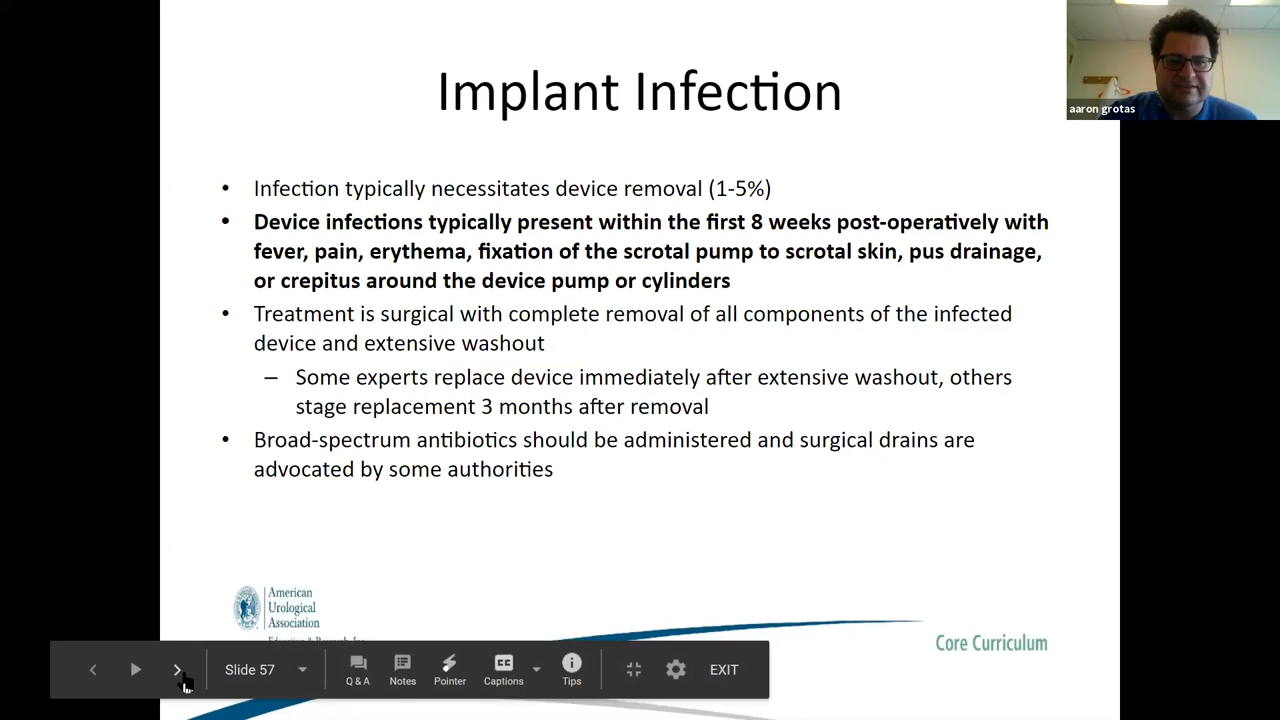 Implant Infection
aaron grotas
• Infection typically necessitates device removal (1-5%)
• Device infections typically present within the first 8 weeks post-operatively with
fever, pain, erythema, fixation of the scrotal pump to scrotal skin, pus drainage,
or crepitus around the device pump or cylinders
• Treatment is surgical with complete removal of all components of the infected
device and extensive washout
– Some experts replace device immediately after extensive washout, others
stage replacement 3 months after removal
• Broad-spectrum antibiotics should be administered and surgical drains are
advocated by some authorities
American
Urological
Association
Core Curriculum
Slide 57
Q & A
Notes
Pointer
CC
Captions
Tips
EXIT